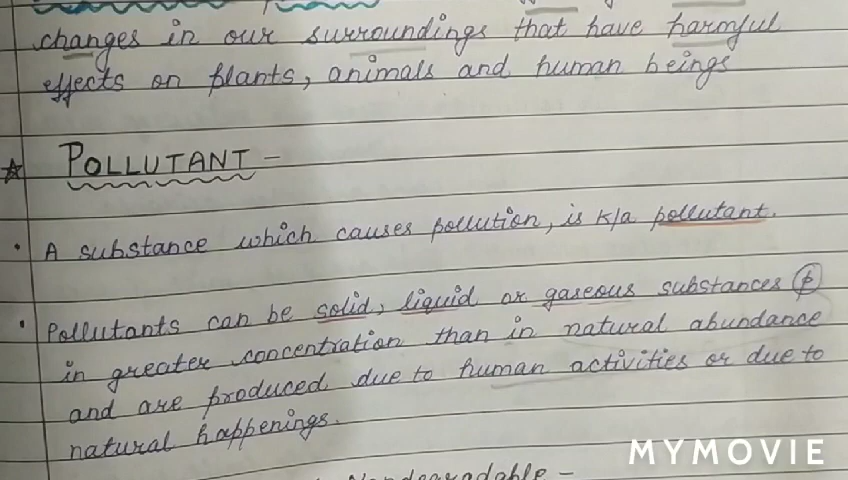 changes in our surroundings that have harmful
effects on plants, animals and human beings
☆ POLLUTANT -
• A substance which causes pollution, is k/a pollutant.
• Pollutants can be solid, liquid or gaseous substances
in greater concentration than in natural abundance
and are produced due to human activities or due to
natural happenings.
Nondegradable -
MYMOVIE